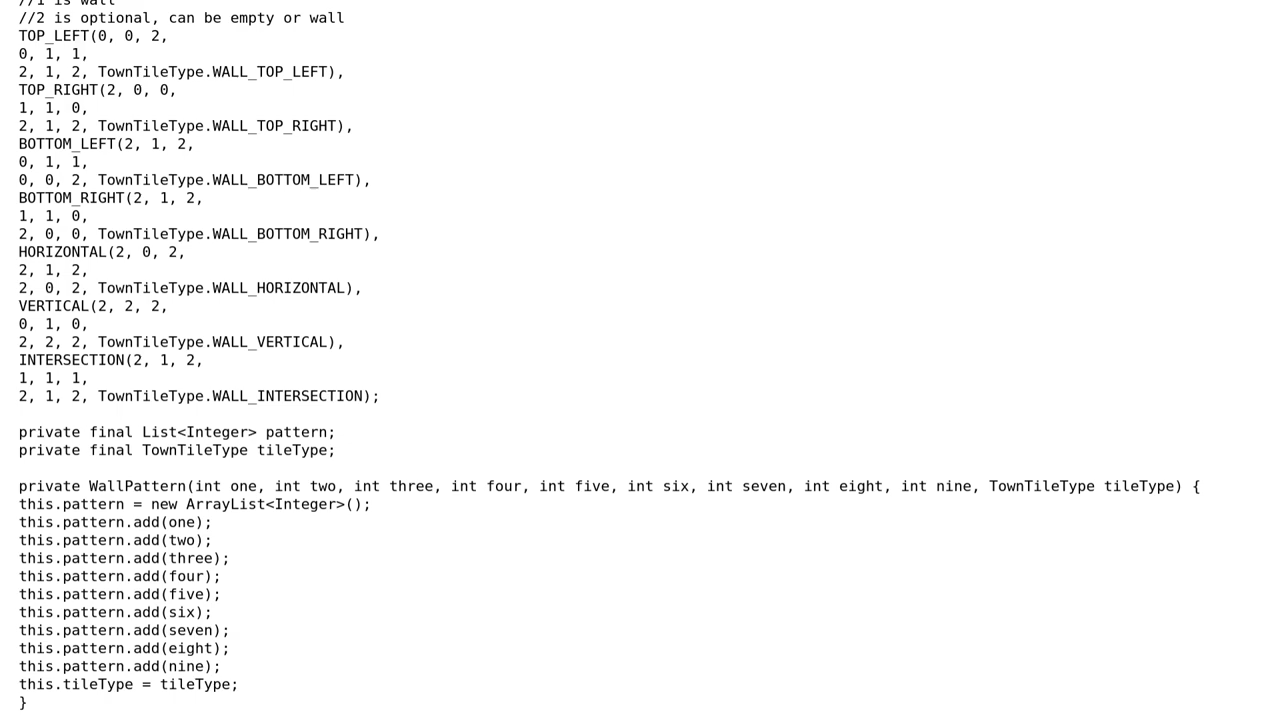 //1 is wall
//2 is optional, can be empty or wall
TOP_LEFT(0, 0, 2,
0, 1, 1,
2, 1, 2, TownTileType.WALL_TOP_LEFT),
TOP_RIGHT(2, 0, 0,
1, 1, 0,
2, 1, 2, TownTileType.WALL_TOP_RIGHT),
BOTTOM_LEFT(2, 1, 2,
0, 1, 1,
0, 0, 2, TownTileType.WALL_BOTTOM_LEFT),
BOTTOM_RIGHT(2, 1, 2,
1, 1, 0,
2, 0, 0, TownTileType.WALL_BOTTOM_RIGHT),
HORIZONTAL(2, 0, 2,
2, 1, 2,
2, 0, 2, TownTileType.WALL_HORIZONTAL),
VERTICAL(2, 2, 2,
0, 1, 0,
2, 2, 2, TownTileType.WALL_VERTICAL),
INTERSECTION(2, 1, 2,
1, 1, 1,
2, 1, 2, TownTileType.WALL_INTERSECTION);
private final List<Integer> pattern;
private final TownTileType tileType;
private WallPattern(int one, int two, int three, int four, int five, int six, int seven, int eight, int nine, TownTileType tileType) {
this.pattern = new ArrayList<Integer>();
this.pattern.add(one);
this.pattern.add(two);
this.pattern.add(three);
this.pattern.add(four);
this.pattern.add(five);
this.pattern.add(six);
this.pattern.add(seven);
this.pattern.add(eight);
this.pattern.add(nine);
this.tileType = tileType;
}